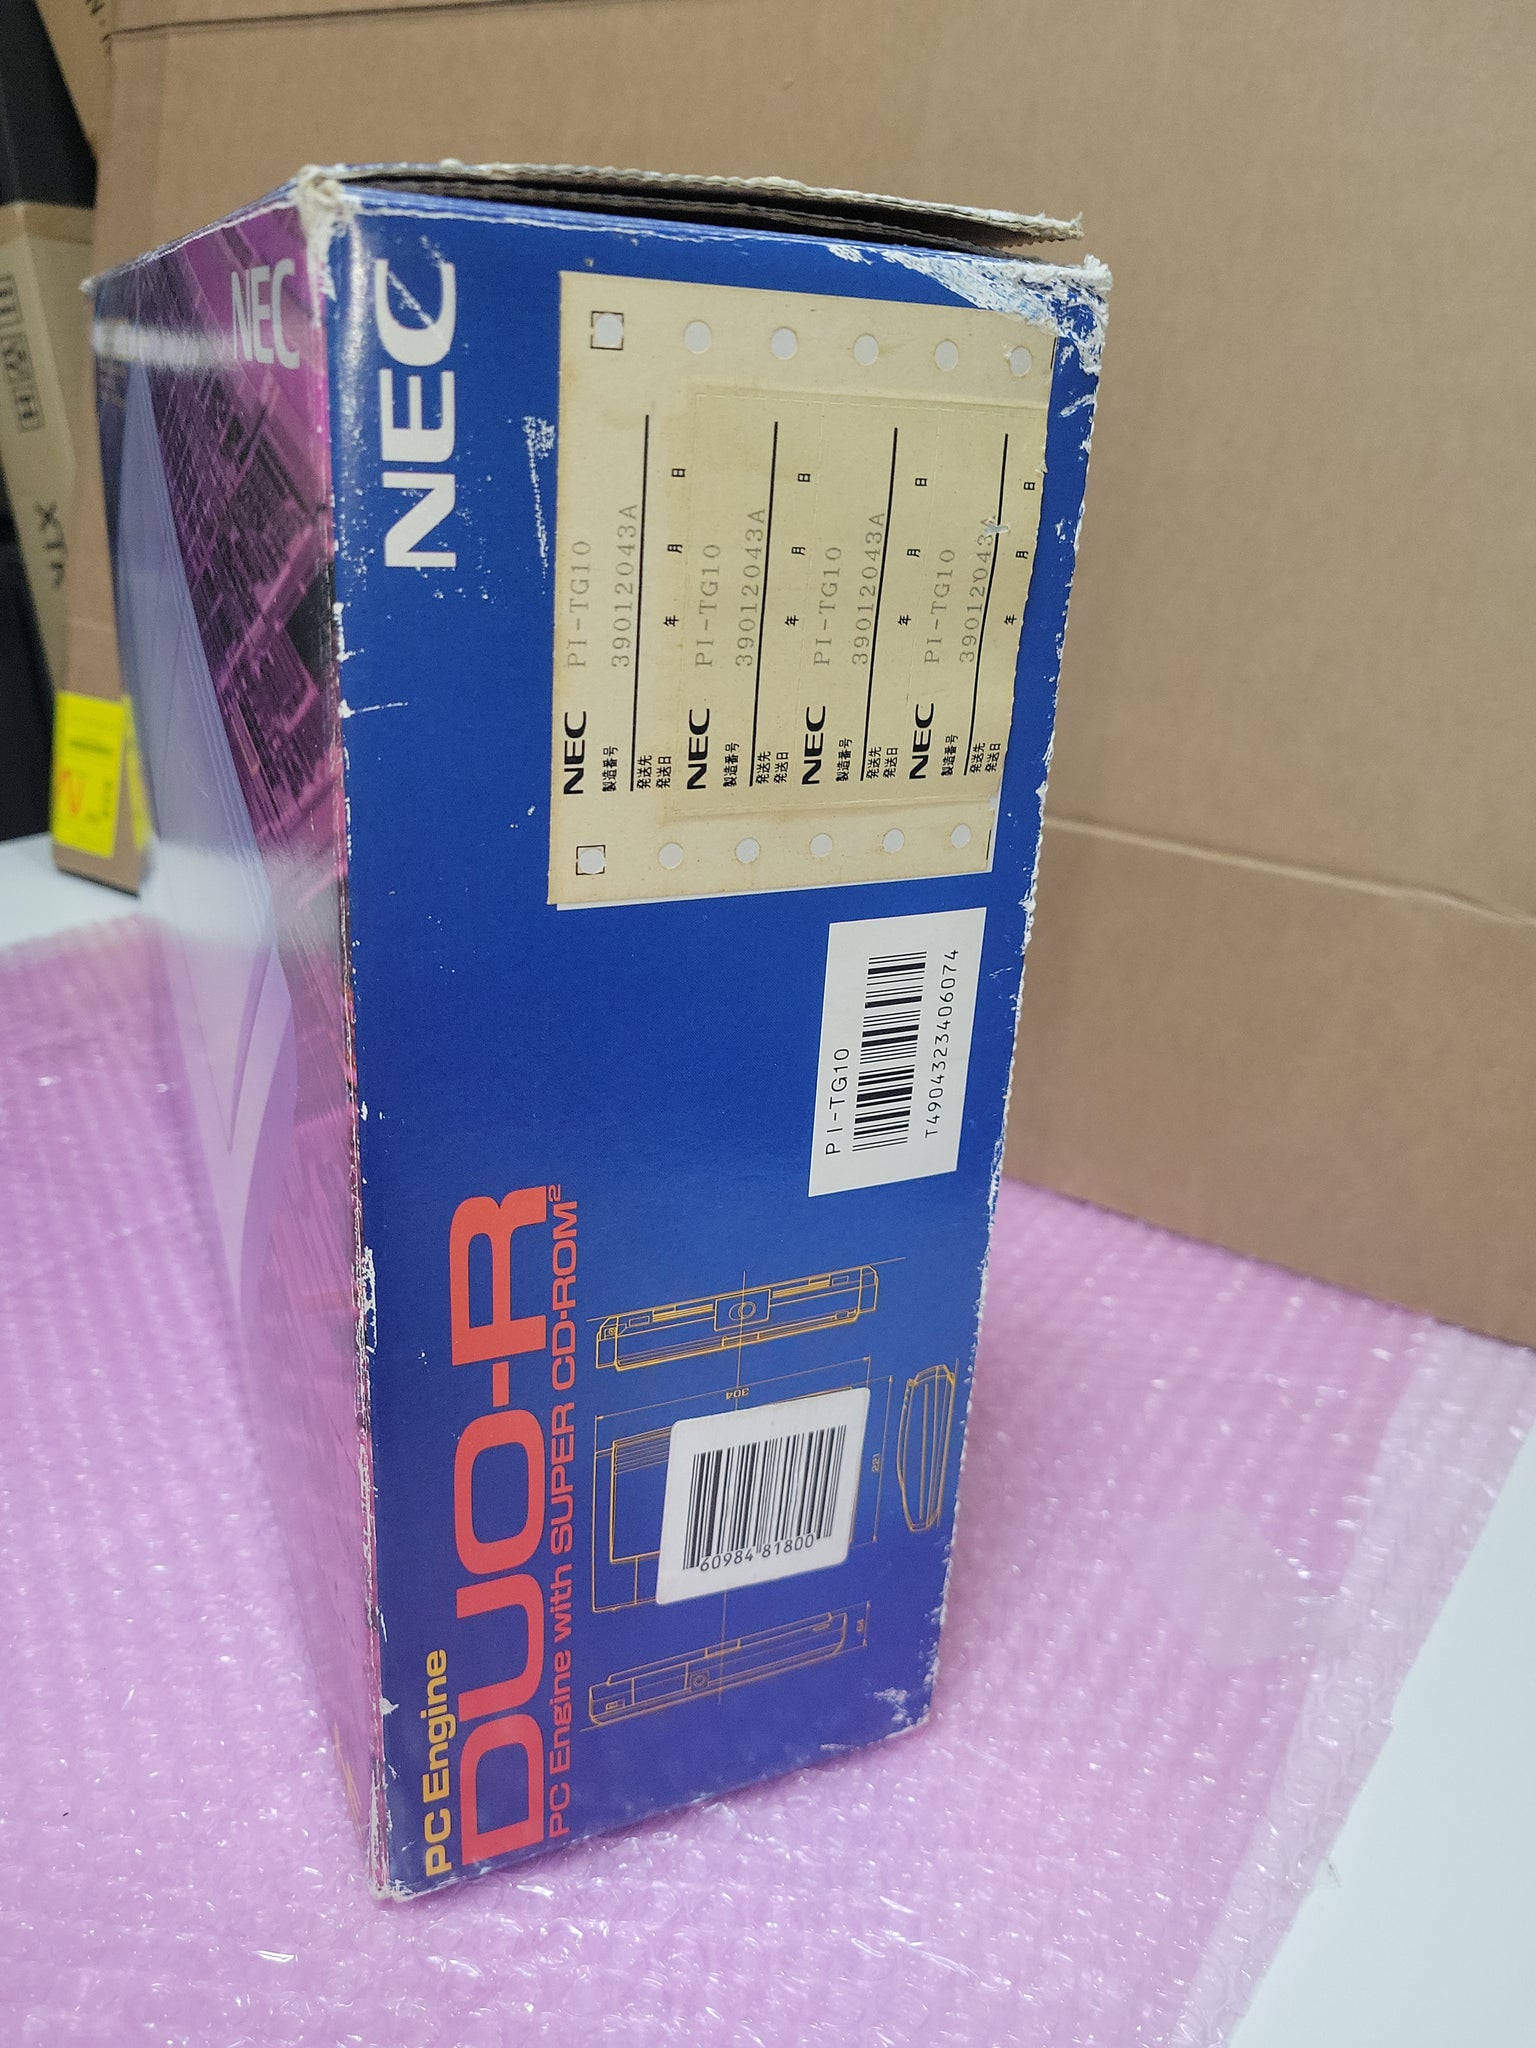 NEC
NEC
NEC PI-TG10
製造番号 39012043A
発送先
発送日 年 月 日
NEC PI-TG10
製造番号 39012043A
発送先
発送日 年 月 日
NEC PI-TG10
製造番号 39012043A
発送先
発送日 年 月 日
NEC PI-TG10
製造番号 39012043A
発送先
発送日 年 月 日
PI-TG10
T4904323406074
PC Engine
DUO-R
PC Engine with SUPER CD-ROM²
304
221
64
60984 81800